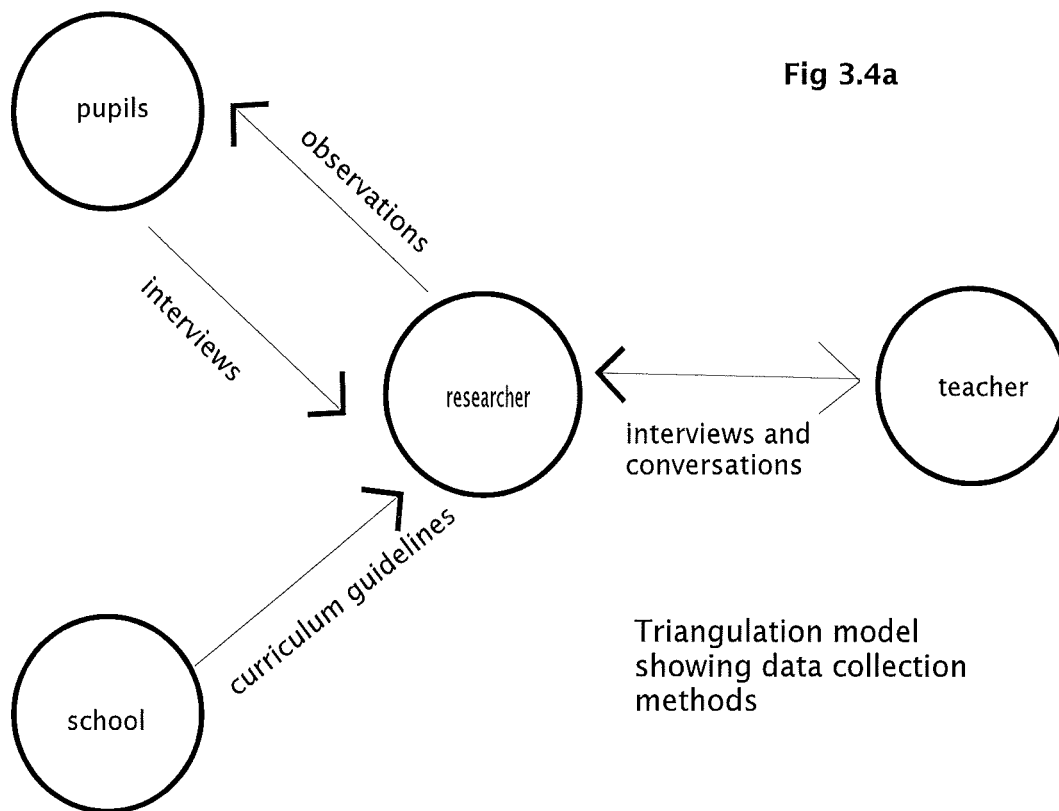 Fig 3.4a
pupils
observations
interviews
researcher
teacher
interviews and
conversations
curriculum guidelines
school
Triangulation model
showing data collection
methods